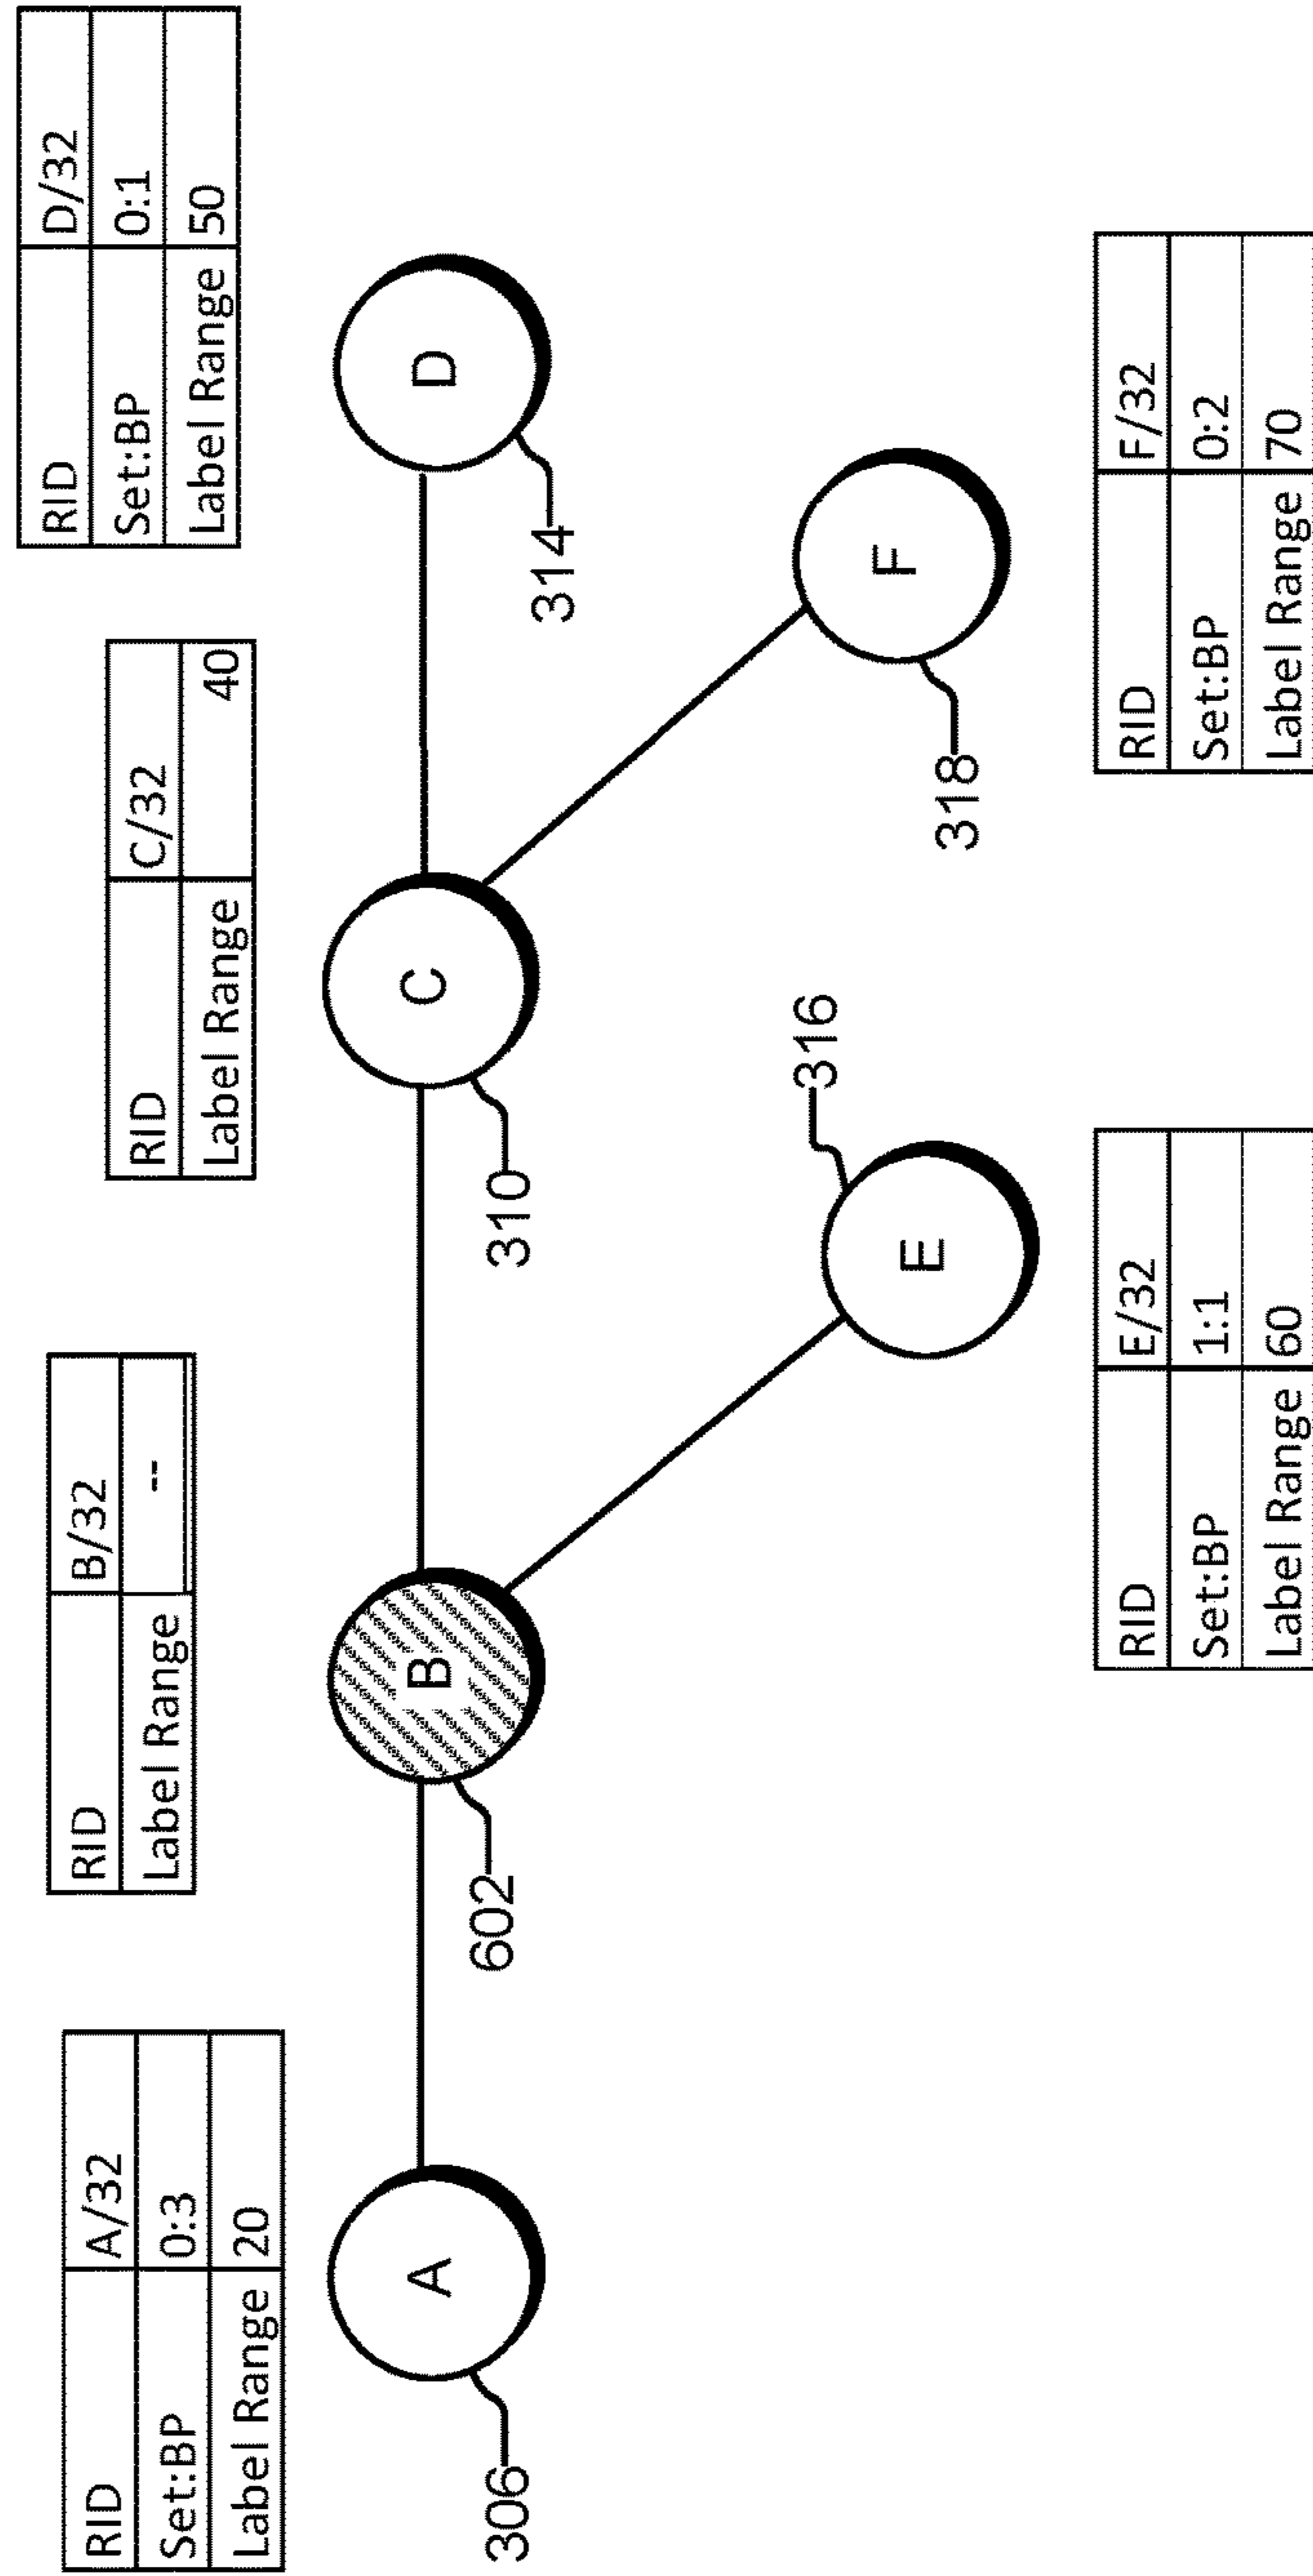 RID A/32
Set:BP 0:3
Label Range 20
RID B/32
Label Range --
RID C/32
Label Range 40
RID D/32
Set:BP 0:1
Label Range 50
A
B
C
D
306
602
310
314
E
F
316
318
RID E/32
Set:BP 1:1
Label Range 60
RID F/32
Set:BP 0:2
Label Range 70